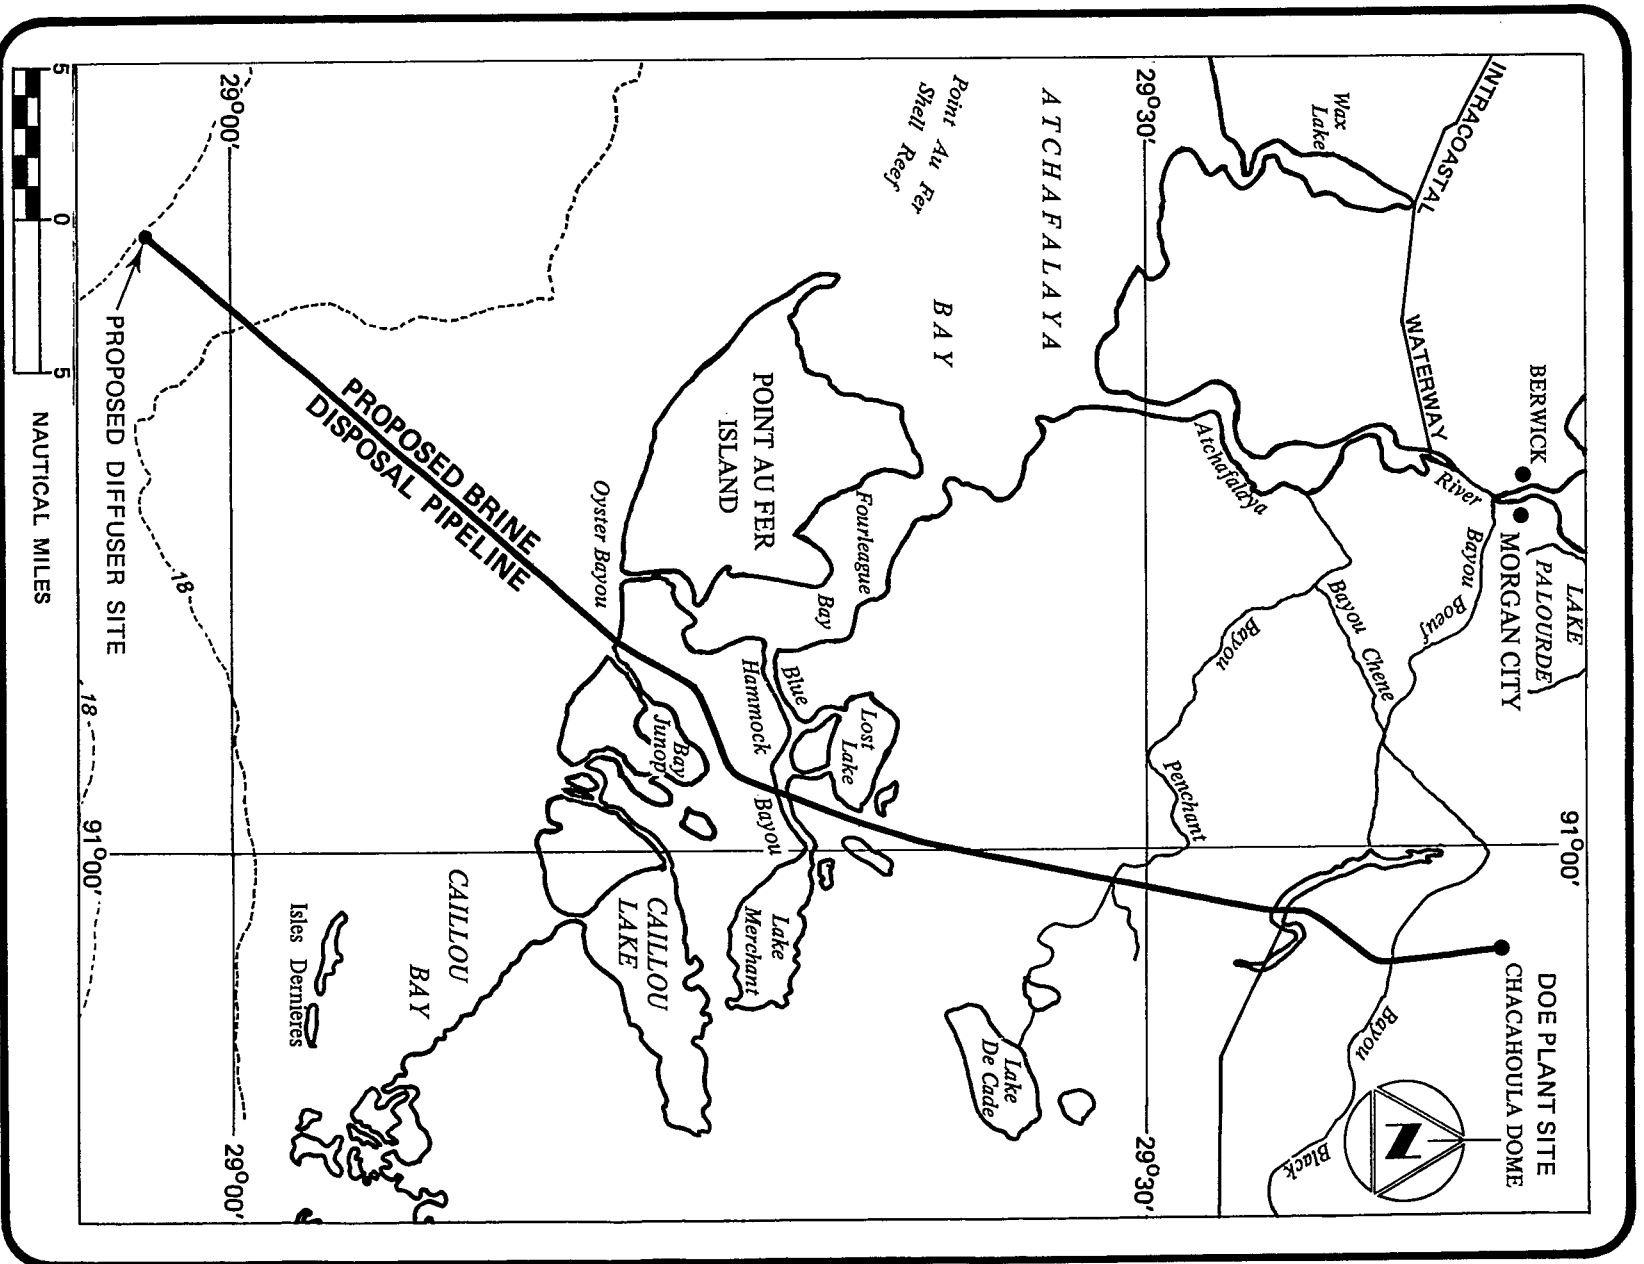 INTRACOASTAL
WATERWAY
Wax
Lake
BERWICK
MORGAN CITY
LAKE
PALOURDE
River
Atchafalaya
Bayou Boeuf
Bayou Chene
Bayou
Penchant
91°00'
DOE PLANT SITE
CHACAHOULA DOME
N
Bayou
Black
29°30'
29°30'
ATCHAFALAYA
BAY
Point Au Fer
Shell Reef
POINT AU FER
ISLAND
Fourleague
Bay
Blue
Hammock
Bayou
Lost
Lake
Lake
Merchant
Lake
De Cade
Oyster Bayou
Bay
Junop
CAILLOU
LAKE
CAILLOU
BAY
Isles Dernieres
PROPOSED BRINE
DISPOSAL PIPELINE
29°00'
29°00'
18
18
PROPOSED DIFFUSER SITE
91°00'
5 0 5
NAUTICAL MILES